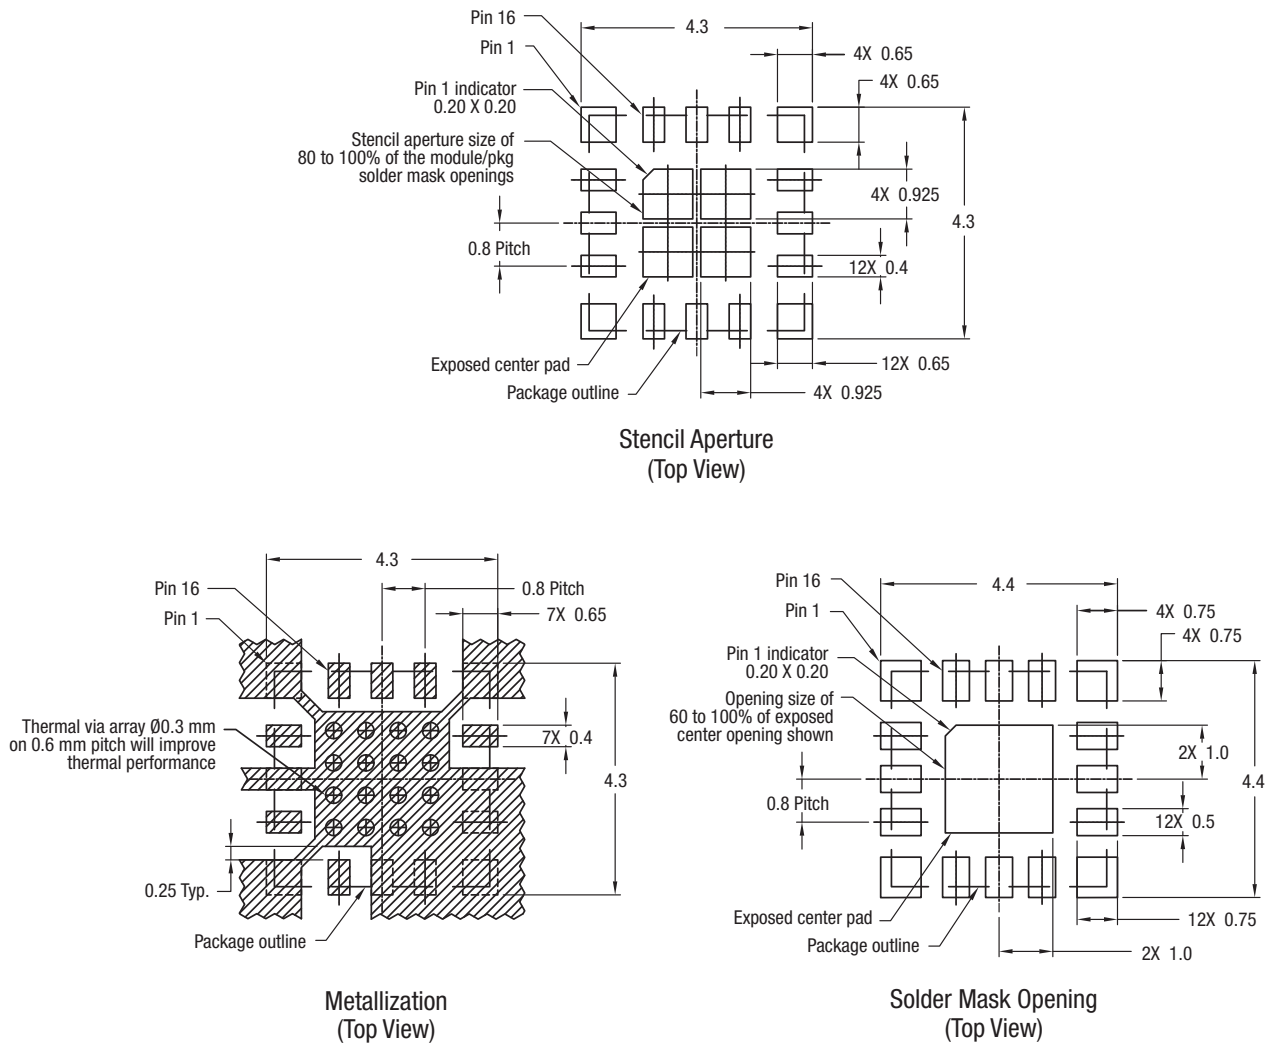 Pin 16
4.3
Pin 1
4X 0.65
4X 0.65
Pin 1 indicator
0.20 X 0.20
Stencil aperture size of
80 to 100% of the module/pkg
solder mask openings
4X 0.925
4.3
0.8 Pitch
12X 0.4
Exposed center pad
12X 0.65
Package outline
4X 0.925
Stencil Aperture
(Top View)
4.3
Pin 16
0.8 Pitch
Pin 1
7X 0.65
Thermal via array Ø0.3 mm
on 0.6 mm pitch will improve
thermal performance
7X 0.4
4.3
0.25 Typ.
Package outline
Metallization
(Top View)
Pin 16
4.4
Pin 1
4X 0.75
4X 0.75
Pin 1 indicator
0.20 X 0.20
Opening size of
60 to 100% of exposed
center opening shown
2X 1.0
4.4
0.8 Pitch
12X 0.5
Exposed center pad
12X 0.75
Package outline
2X 1.0
Solder Mask Opening
(Top View)